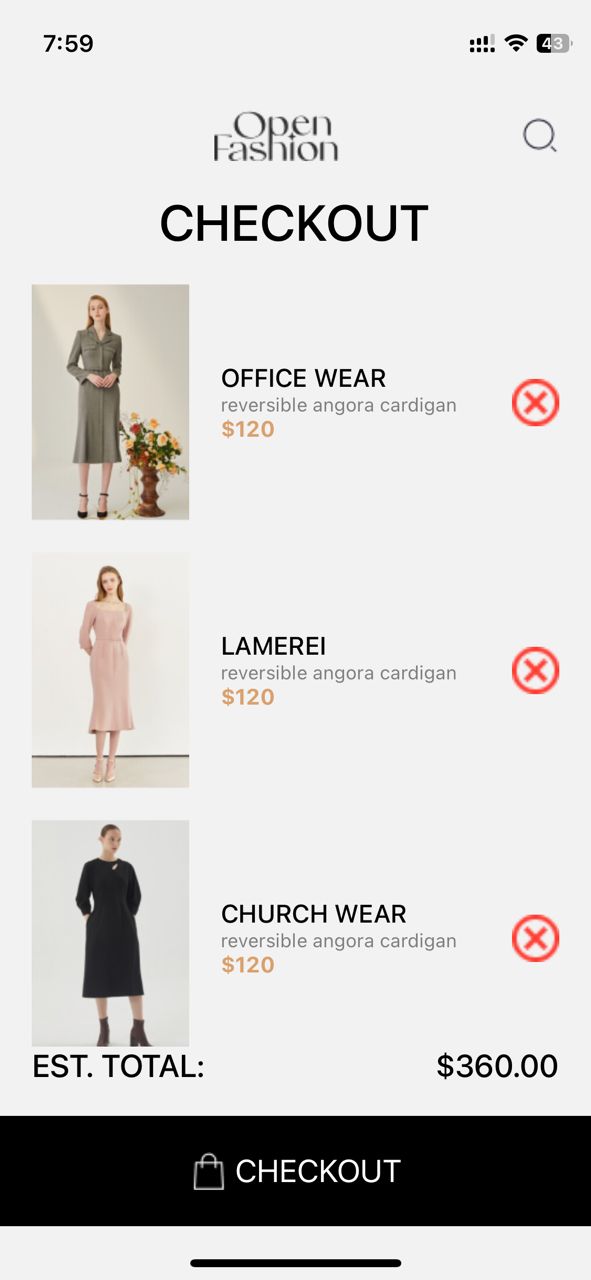 7:59
43
Open
Fashion
CHECKOUT
OFFICE WEAR
reversible angora cardigan
$120
LAMEREI
reversible angora cardigan
$120
CHURCH WEAR
reversible angora cardigan
$120
EST. TOTAL: $360.00
CHECKOUT